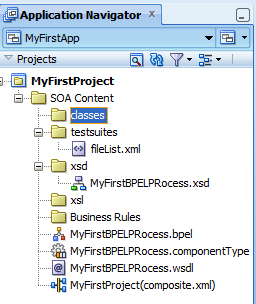 Application Navigator
MyFirstApp
Projects
MyFirstProject
SOA Content
classes
testsuites
fileList.xml
xsd
MyFirstBPELPRocess.xsd
xsl
Business Rules
MyFirstBPELPRocess.bpel
MyFirstBPELPRocess.componentType
MyFirstBPELPRocess.wsdl
MyFirstProject(composite.xml)